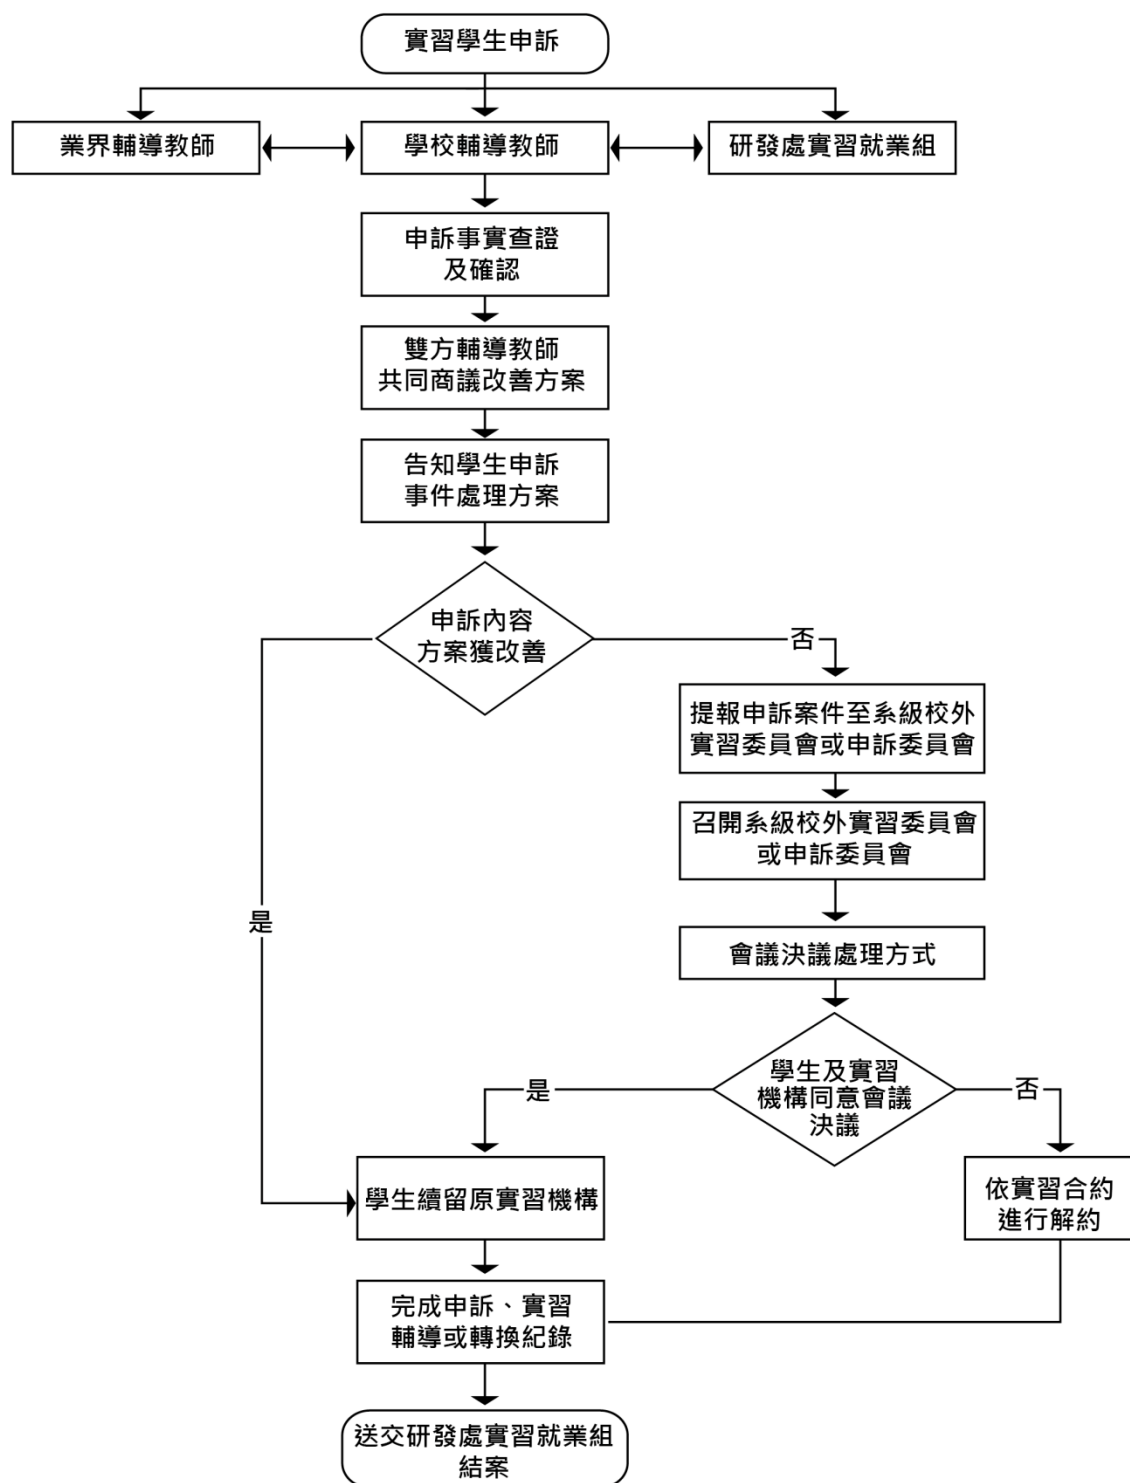 實習學生申訴
業界輔導教師
學校輔導教師
研發處實習就業組
申訴事實查證
及確認
雙方輔導教師
共同商議改善方案
告知學生申訴
事件處理方案
申訴內容
方案獲改善
否
提報申訴案件至系級校外
實習委員會或申訴委員會
召開系級校外實習委員會
或申訴委員會
是
會議決議處理方式
學生及實習
機構同意會議
決議
是
否
學生續留原實習機構
依實習合約
進行解約
完成申訴、實習
輔導或轉換紀錄
送交研發處實習就業組
結案